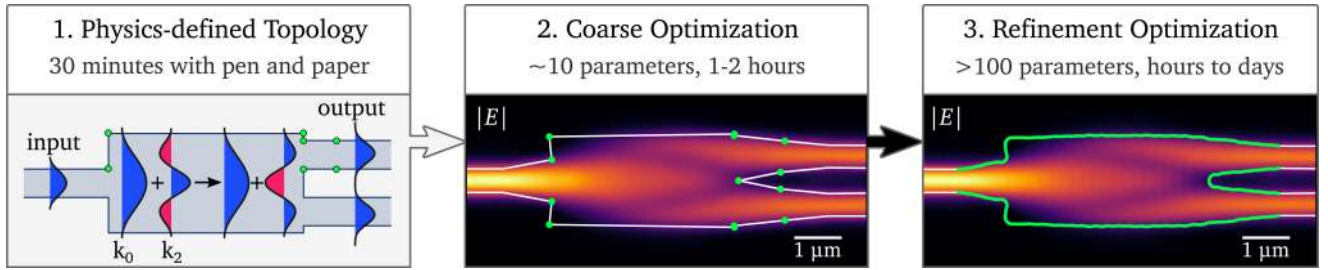 1. Physics-defined Topology
30 minutes with pen and paper
input
output
+
+
k₀
k₂
2. Coarse Optimization
~10 parameters, 1-2 hours
|E|
1 μm
3. Refinement Optimization
>100 parameters, hours to days
|E|
1 μm